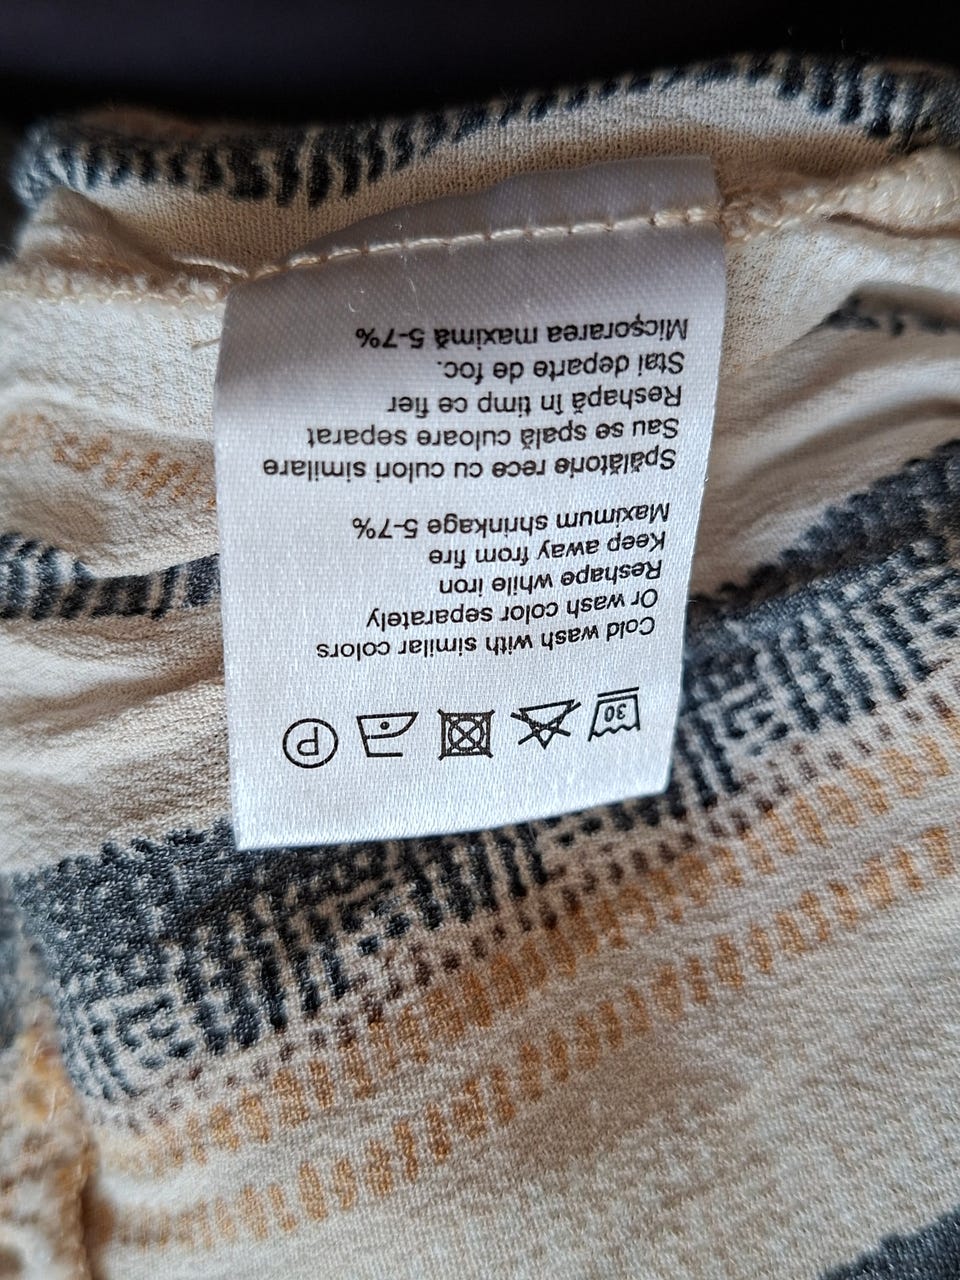 30
P
Cold wash with similar colors
Or wash color separately
Reshape while iron
Keep away from fire
Maximum shrinkage 5-7%
Spălătorie rece cu culori similare
Sau se spală culoare separat
Reshapă în timp ce fier
Stai departe de foc.
Micșorarea maximă 5-7%